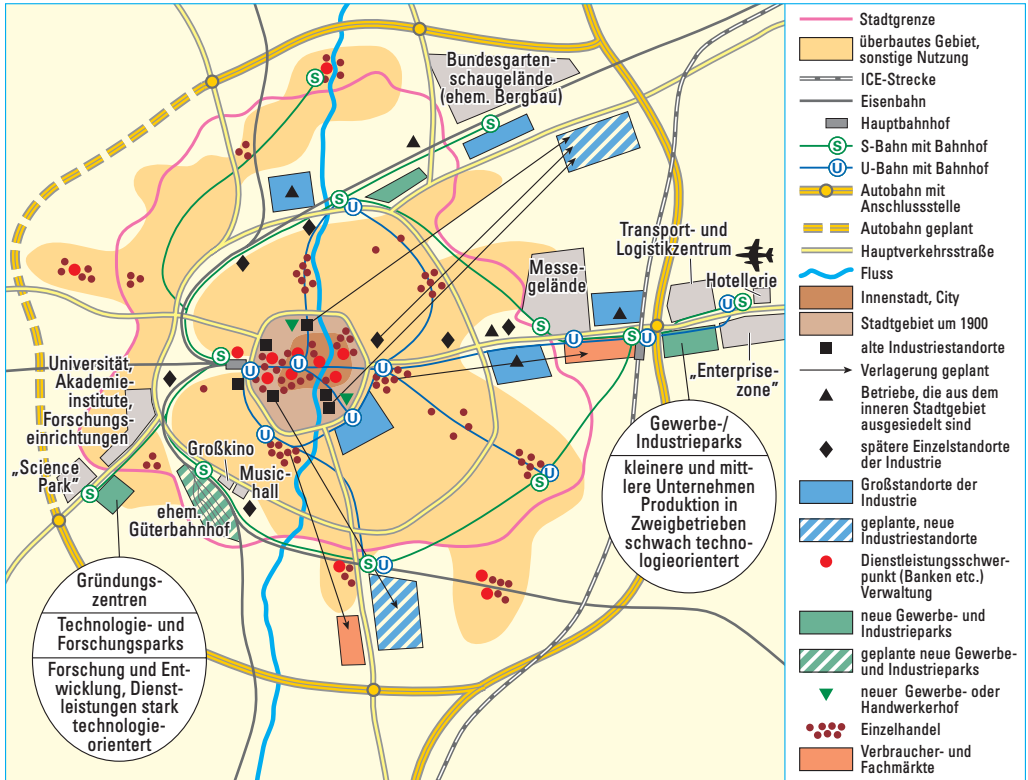 Bundesgarten-
schaugelände
(ehem. Bergbau)
S
S
S
U
Transport- und
Logistikzentrum
Hotellerie
Messe-
gelände
S
U
S
U
U
S
„Enterprise-
zone"
S
U
U
U
U
U
Universität,
Akademie-
institute,
Forschungs-
einrichtungen
„Science
Park"
S
S
Großkino
Music-
hall
ehem.
Güterbahnhof
U
S
S
U
Gründungs-
zentren
Technologie- und
Forschungsparks
Forschung und Ent-
wicklung, Dienst-
leistungen stark
technologie-
orientert
Gewerbe-/
Industrieparks
kleinere und mitt-
lere Unternehmen
Produktion in
Zweigbetrieben
schwach techno-
logieorientert
Stadtgrenze
überbautes Gebiet,
sonstige Nutzung
ICE-Strecke
Eisenbahn
Hauptbahnhof
S
S-Bahn mit Bahnhof
U
U-Bahn mit Bahnhof
Autobahn mit
Anschlussstelle
Autobahn geplant
Hauptverkehrsstraße
Fluss
Innenstadt, City
Stadtgebiet um 1900
alte Industriestandorte
Verlagerung geplant
Betriebe, die aus dem
inneren Stadtgebiet
ausgesiedelt sind
spätere Einzelstandorte
der Industrie
Großstandorte der
Industrie
geplante, neue
Industriestandorte
Dienstleistungsschwer-
punkt (Banken etc.)
Verwaltung
neue Gewerbe- und
Industrieparks
geplante neue Gewerbe-
und Industrieparks
neuer Gewerbe- oder
Handwerkerhof
Einzelhandel
Verbraucher- und
Fachmärkte